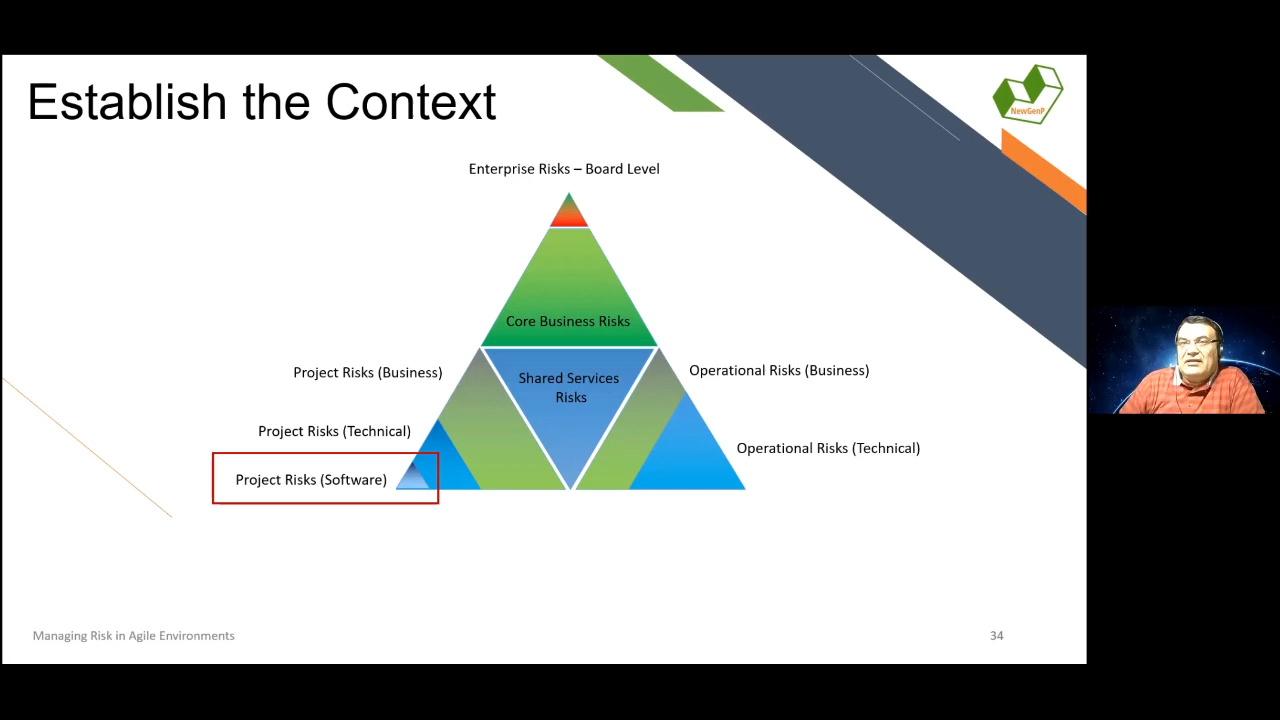 Establish the Context
NewGenP
Enterprise Risks – Board Level
Core Business Risks
Project Risks (Business)
Shared Services
Risks
Operational Risks (Business)
Project Risks (Technical)
Operational Risks (Technical)
Project Risks (Software)
Managing Risk in Agile Environments
34